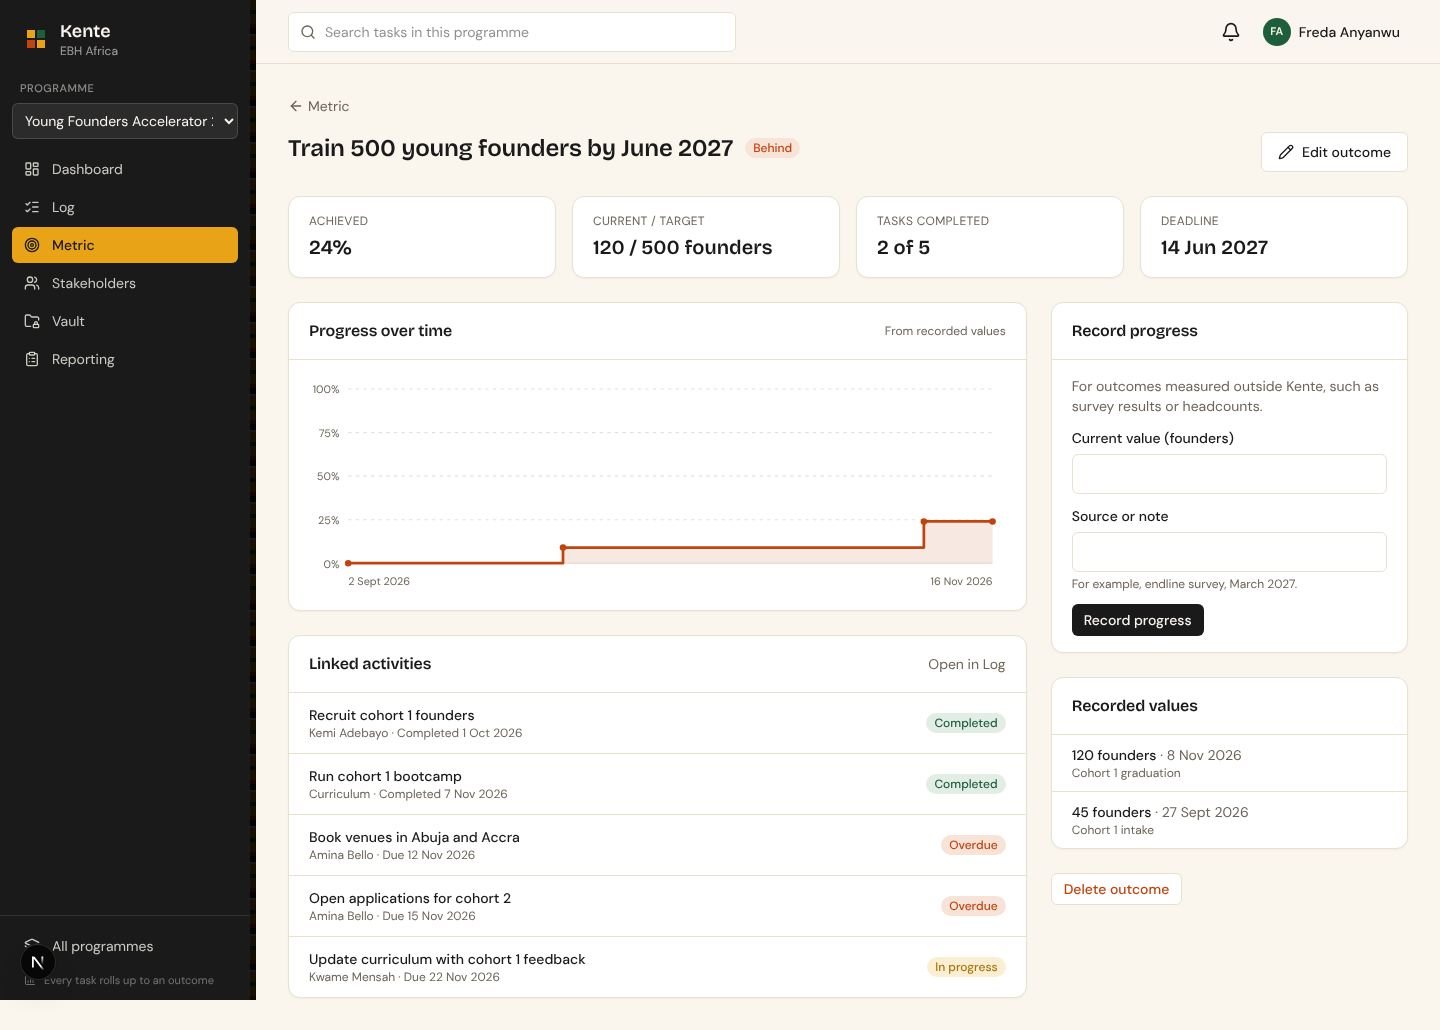 Kente
EBH Africa
PROGRAMME
Young Founders Accelerator
Dashboard
Log
Metric
Stakeholders
Vault
Reporting
All programmes
N
Every task rolls up to an outcome
Search tasks in this programme
FA
Freda Anyanwu
Metric
Train 500 young founders by June 2027
Behind
Edit outcome
ACHIEVED
24%
CURRENT / TARGET
120 / 500 founders
TASKS COMPLETED
2 of 5
DEADLINE
14 Jun 2027
Progress over time
From recorded values
100%
75%
50%
25%
0%
2 Sept 2026
16 Nov 2026
Linked activities
Open in Log
Recruit cohort 1 founders
Kemi Adebayo · Completed 1 Oct 2026
Completed
Run cohort 1 bootcamp
Curriculum · Completed 7 Nov 2026
Completed
Book venues in Abuja and Accra
Amina Bello · Due 12 Nov 2026
Overdue
Open applications for cohort 2
Amina Bello · Due 15 Nov 2026
Overdue
Update curriculum with cohort 1 feedback
Kwame Mensah · Due 22 Nov 2026
In progress
Record progress
For outcomes measured outside Kente, such as
survey results or headcounts.
Current value (founders)
Source or note
For example, endline survey, March 2027.
Record progress
Recorded values
120 founders · 8 Nov 2026
Cohort 1 graduation
45 founders · 27 Sept 2026
Cohort 1 intake
Delete outcome